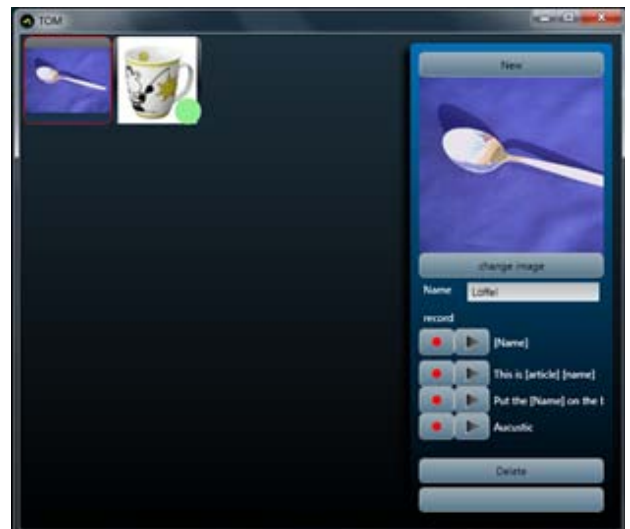 TOM
New
change image
Name Löffel
record
[Name]
This is [article] [name]
Put the [Name] on the t
Aucustic
Delete